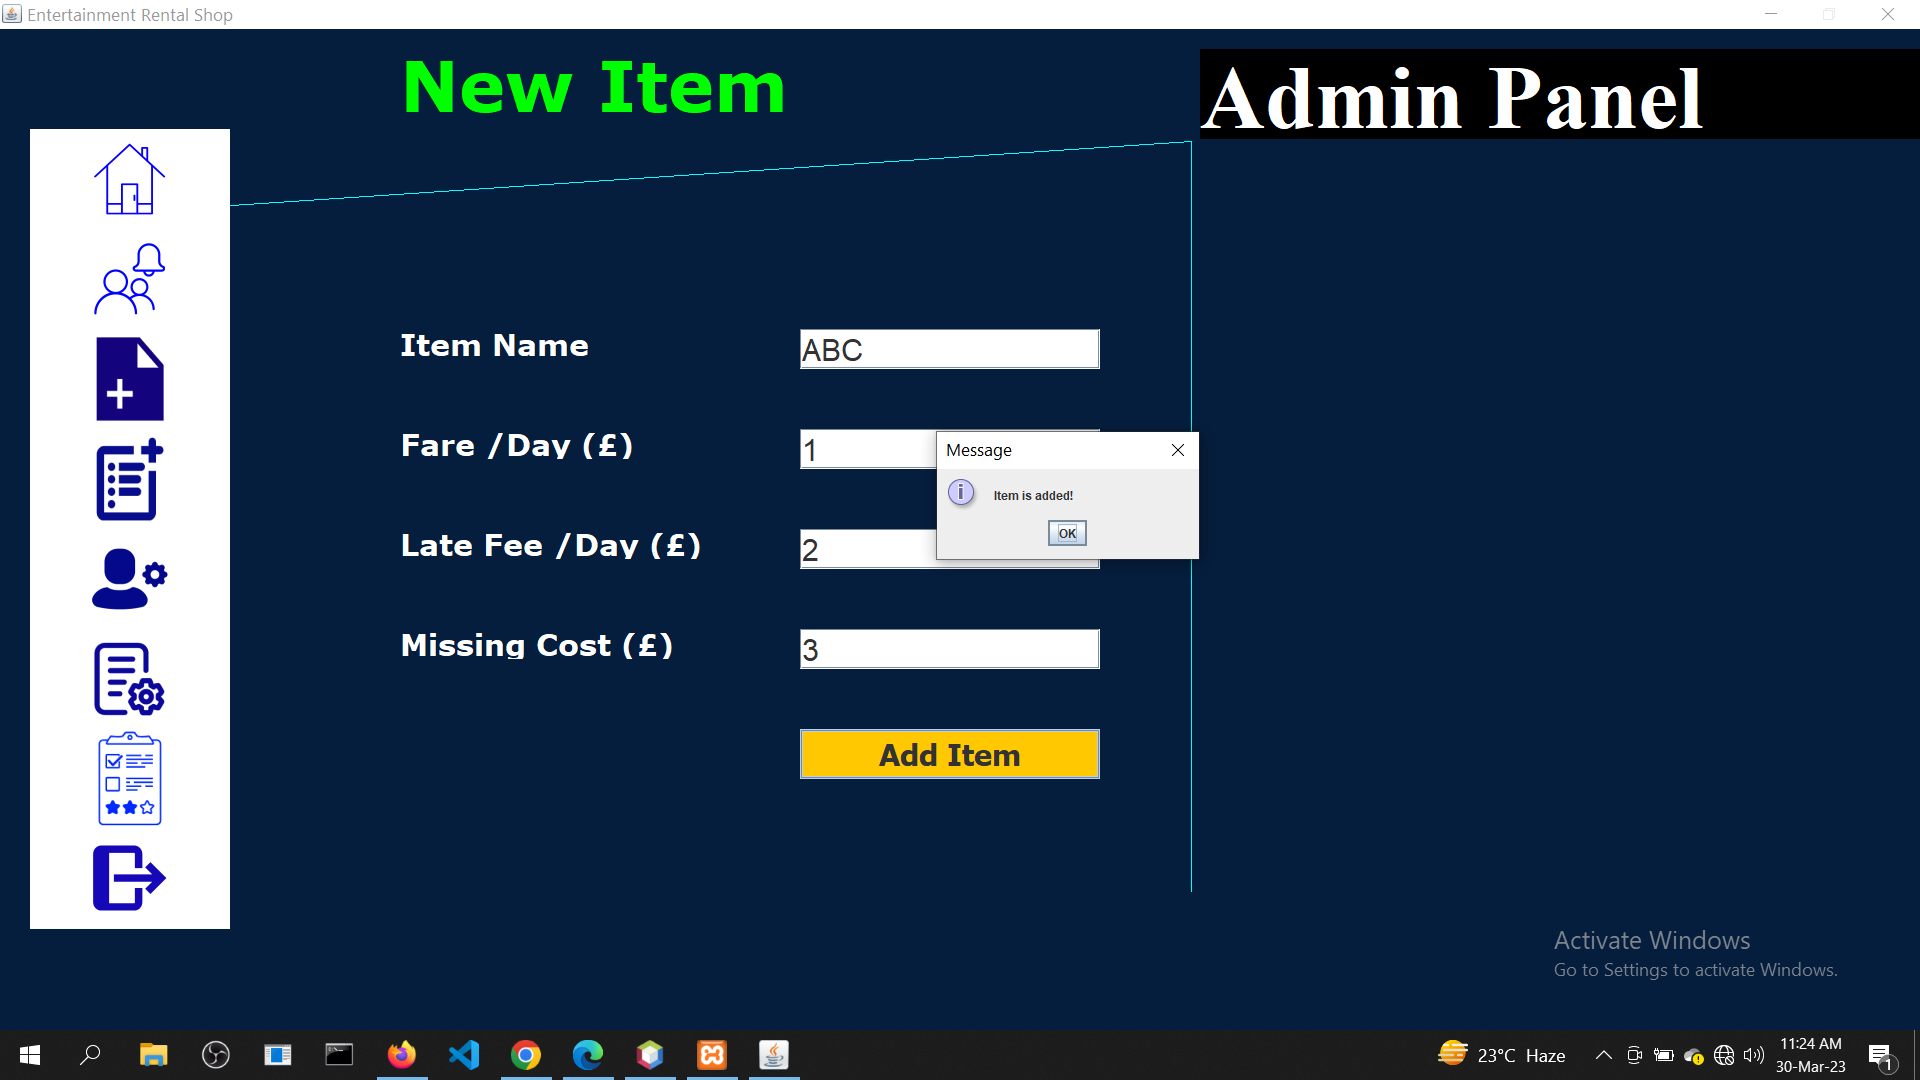 Entertainment Rental Shop
New Item
Admin Panel
Item Name
ABC
Fare /Day (£)
1
Message
Item is added!
OK
Late Fee /Day (£)
2
Missing Cost (£)
3
Add Item
Activate Windows
Go to Settings to activate Windows.
23°C Haze
11:24 AM
30-Mar-23
1